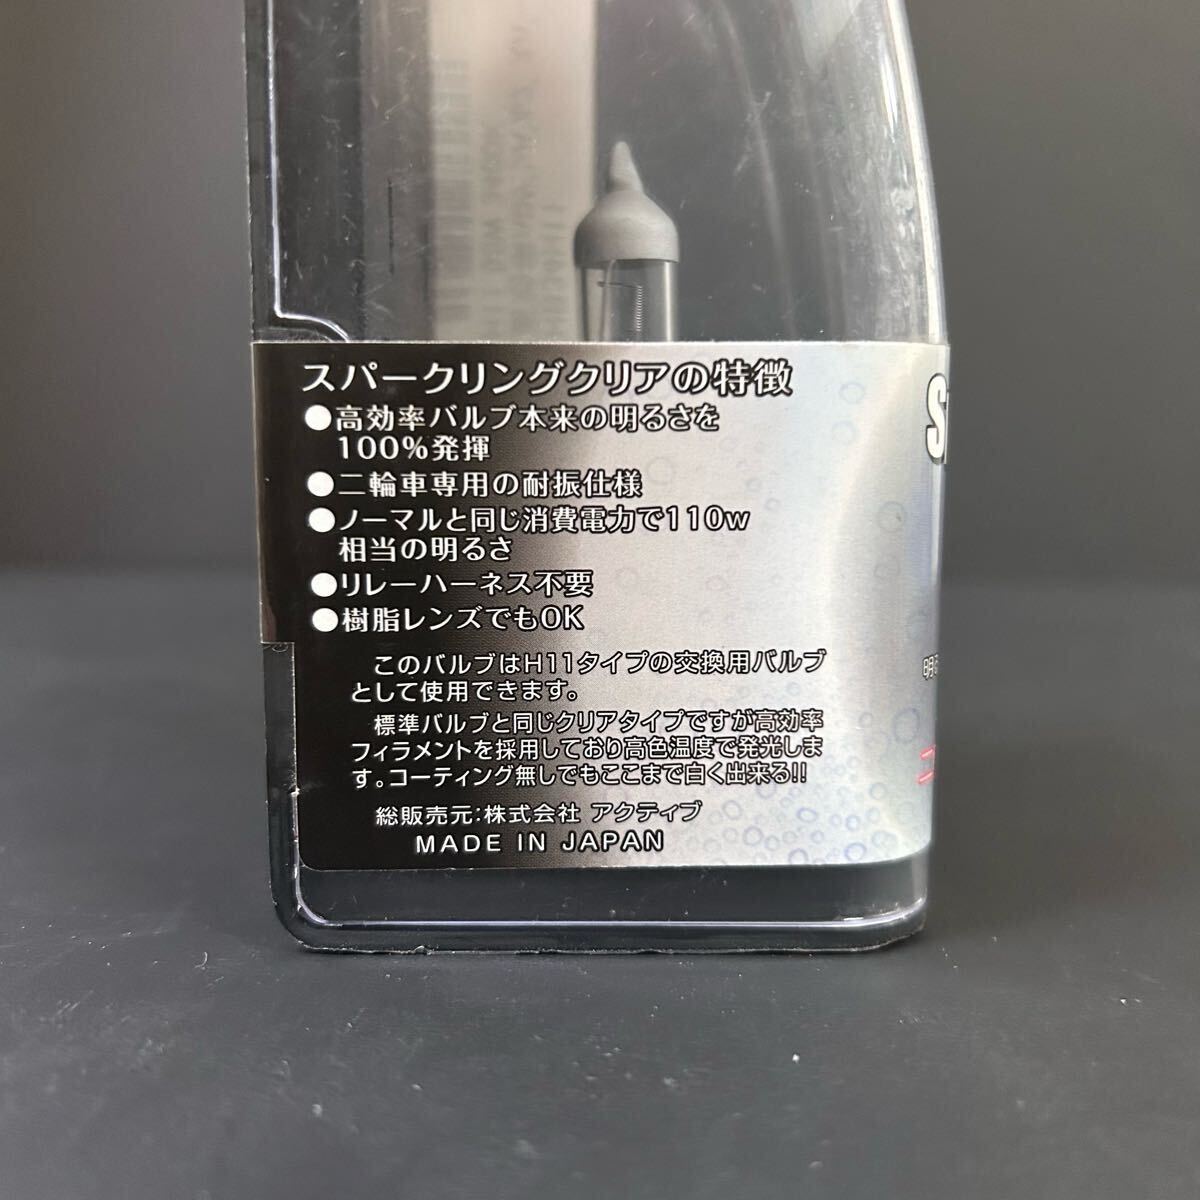 スパークリングクリアの特徴
●高効率バルブ本来の明るさを
100%発揮
●二輪車専用の耐振仕様
●ノーマルと同じ消費電力で110w
相当の明るさ
●リレーハーネス不要
●樹脂レンズでもOK
このバルブはH11タイプの交換用バルブ
として使用できます。
標準バルブと同じクリアタイプですが高効率
フィラメントを採用しており高色温度で発光しま
す。コーティング無しでもここまで白く出来る!!
総販売元:株式会社 アクティブ
MADE IN JAPAN